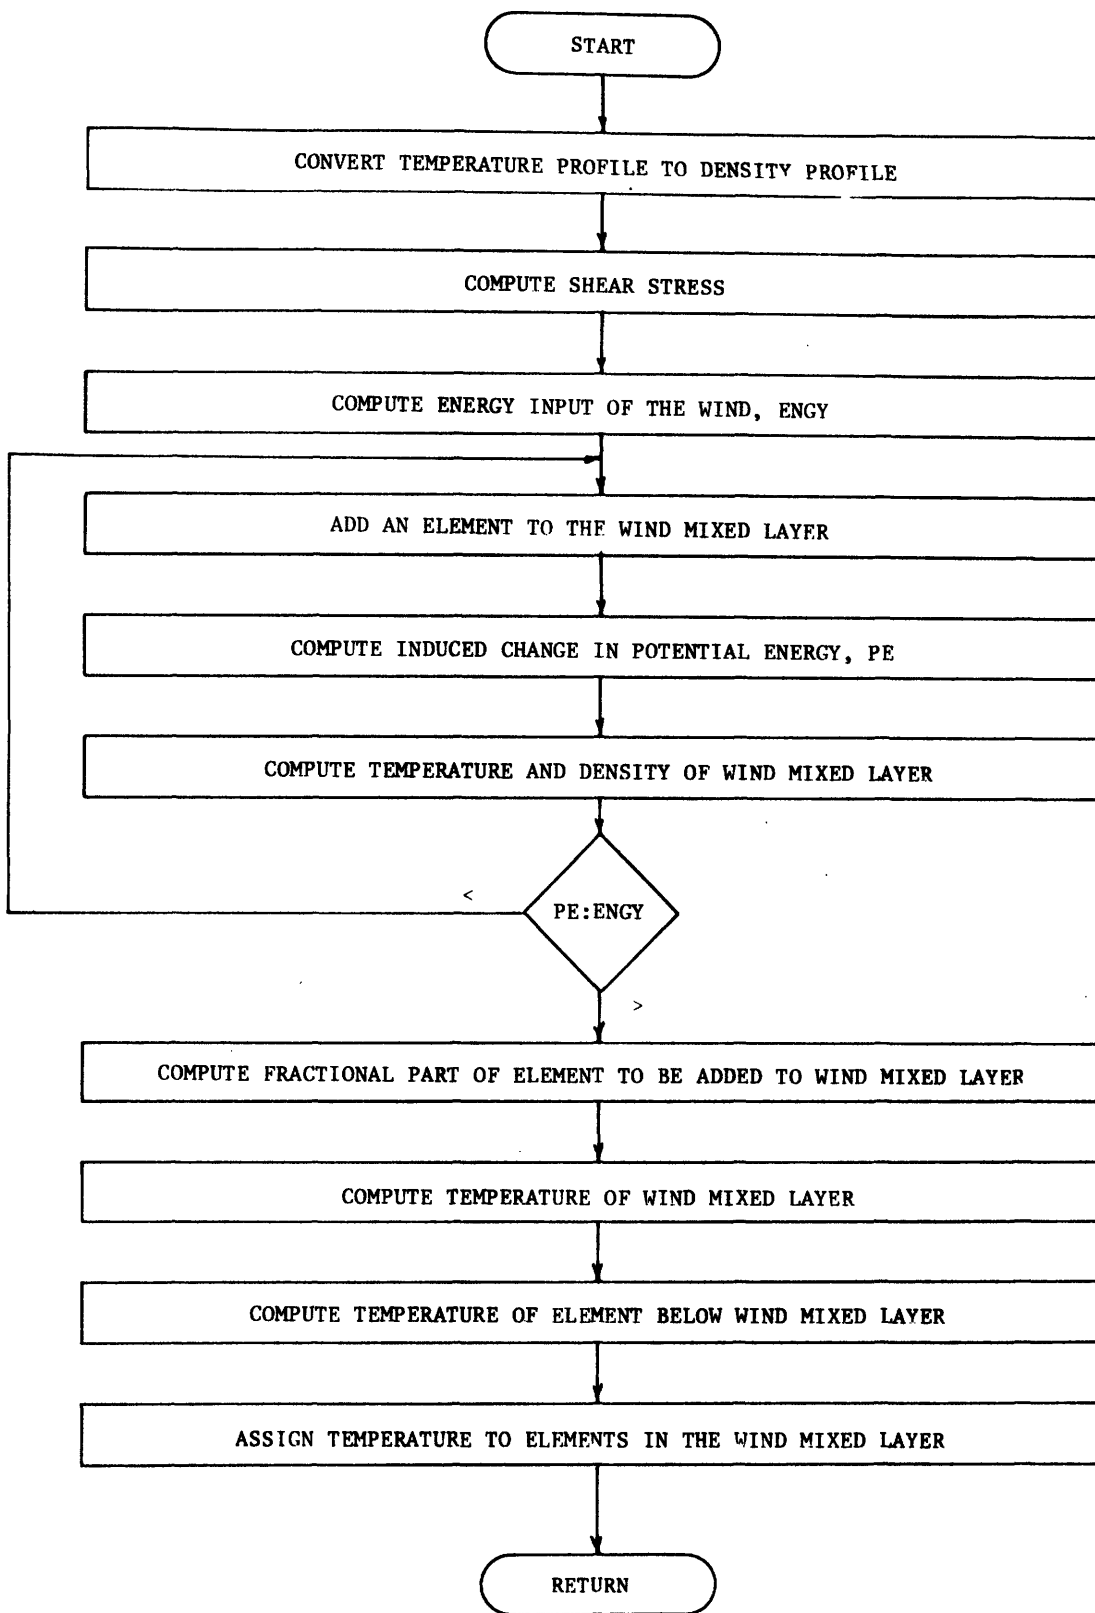 START
CONVERT TEMPERATURE PROFILE TO DENSITY PROFILE
COMPUTE SHEAR STRESS
COMPUTE ENERGY INPUT OF THE WIND, ENGY
ADD AN ELEMENT TO THE WIND MIXED LAYER
COMPUTE INDUCED CHANGE IN POTENTIAL ENERGY, PE
COMPUTE TEMPERATURE AND DENSITY OF WIND MIXED LAYER
<
PE:ENGY
>
COMPUTE FRACTIONAL PART OF ELEMENT TO BE ADDED TO WIND MIXED LAYER
COMPUTE TEMPERATURE OF WIND MIXED LAYER
COMPUTE TEMPERATURE OF ELEMENT BELOW WIND MIXED LAYER
ASSIGN TEMPERATURE TO ELEMENTS IN THE WIND MIXED LAYER
RETURN